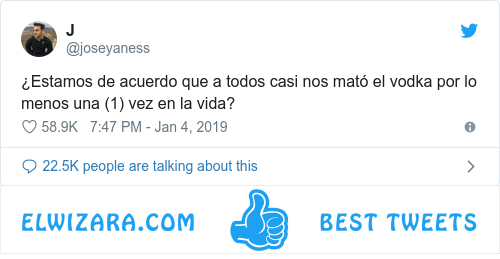 J
@joseyaness
¿Estamos de acuerdo que a todos casi nos mató el vodka por lo
menos una (1) vez en la vida?
58.9K 7:47 PM - Jan 4, 2019
22.5K people are talking about this
ELWIZARA.COM BEST TWEETS